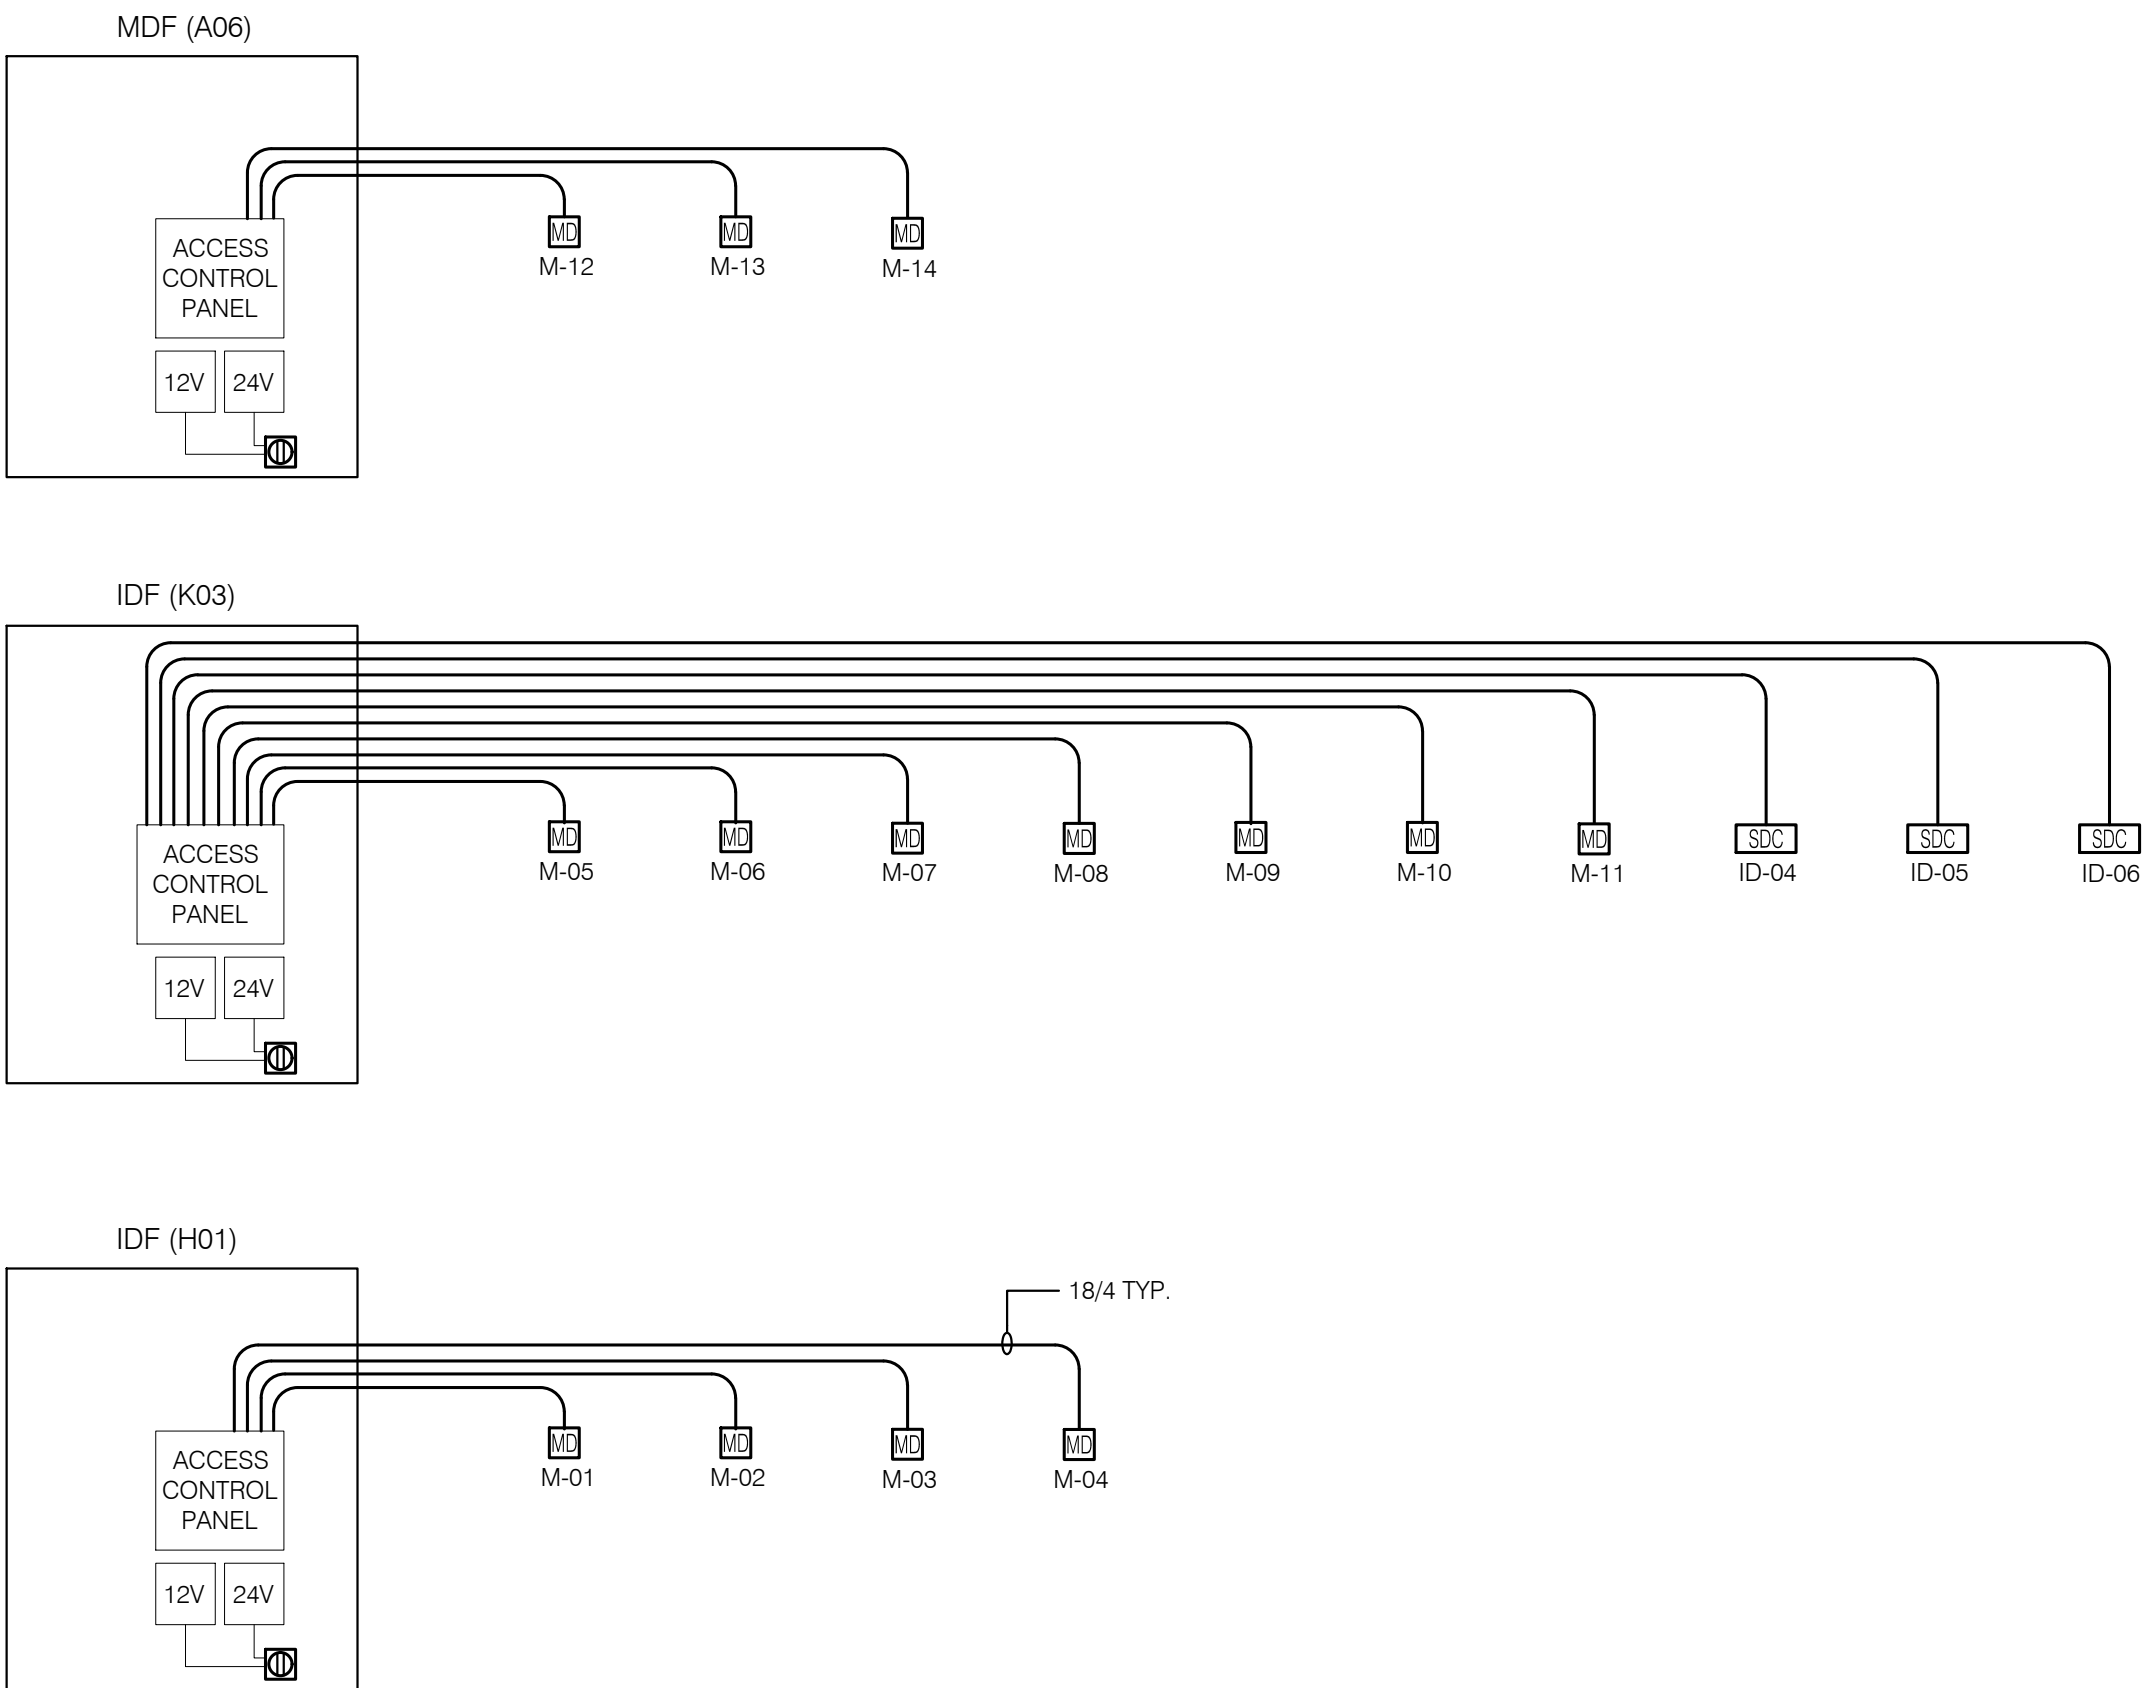 MDF (A06)
ACCESS
CONTROL
PANEL
12V 24V
MD MD MD
M-12 M-13 M-14
IDF (K03)
ACCESS
CONTROL
PANEL
12V 24V
MD MD MD MD MD MD MD SDC SDC SDC
M-05 M-06 M-07 M-08 M-09 M-10 M-11 ID-04 ID-05 ID-06
IDF (H01)
18/4 TYP.
ACCESS
CONTROL
PANEL
12V 24V
MD MD MD MD
M-01 M-02 M-03 M-04